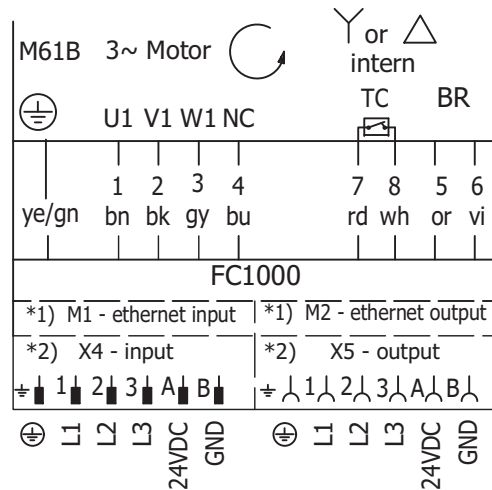 M61B 3~ Motor
or
intern
TC BR
U1 V1 W1 NC
1 2 3 4 7 8 5 6
ye/gn bn bk gy bu rd wh or vi
FC1000
*1) M1 - ethernet input *1) M2 - ethernet output
*2) X4 - input *2) X5 - output
1 2 3 A B 1 2 3 A B
L1 L2 L3 24VDC GND L1 L2 L3 24VDC GND